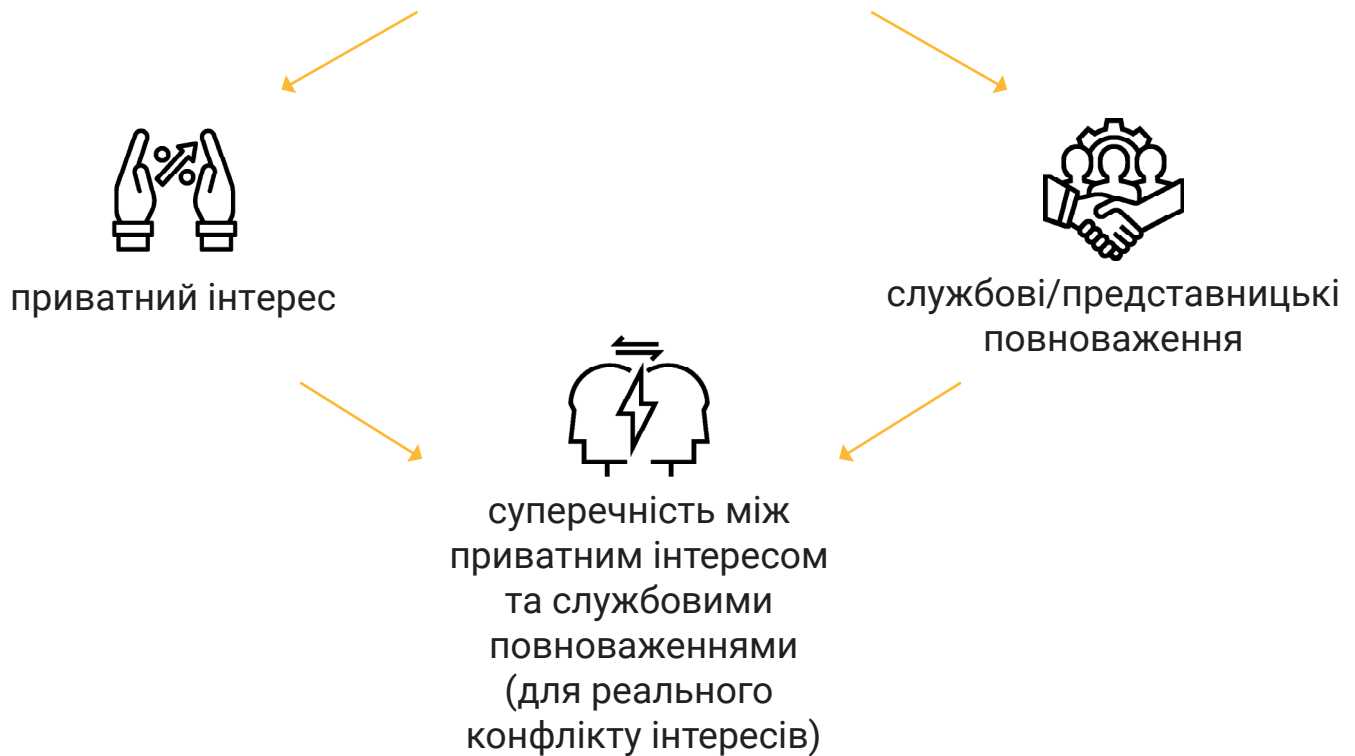 приватний інтерес
службові/представницькі
повноваження
суперечність між
приватним інтересом
та службовими
повноваженнями
(для реального
конфлікту інтересів)